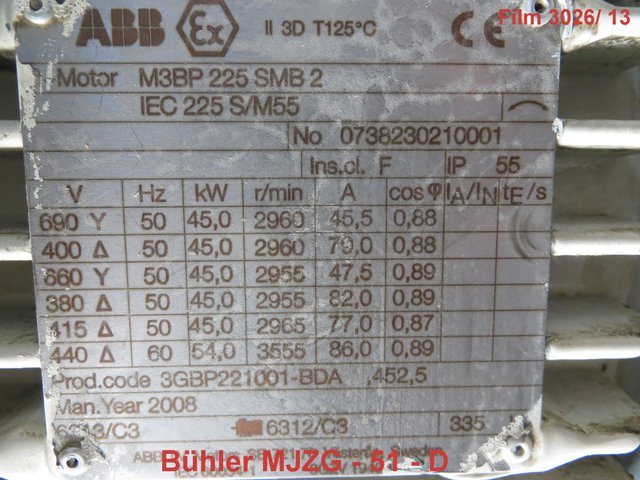 Film 3026/ 13
ABB Ex II 3D T125°C CE
Motor M3BP 225 SMB 2
IEC 225 S/M55
No 0738230210001
Ins.cl. F IP 55
V Hz kW r/min A cos φ IA/IN tE/s
690 Y 50 45,0 2960 45,5 0,88
400 Δ 50 45,0 2960 79,0 0,88
660 Y 50 45,0 2955 47,5 0,89
380 Δ 50 45,0 2955 82,0 0,89
415 Δ 50 45,0 2965 77,0 0,87
440 Δ 60 54,0 3555 86,0 0,89
Prod.code 3GBP221001-BDA 452,5
Man.Year 2008
6313/C3 6312/C3 335
ABB
Bühler MJZG - 51 - D